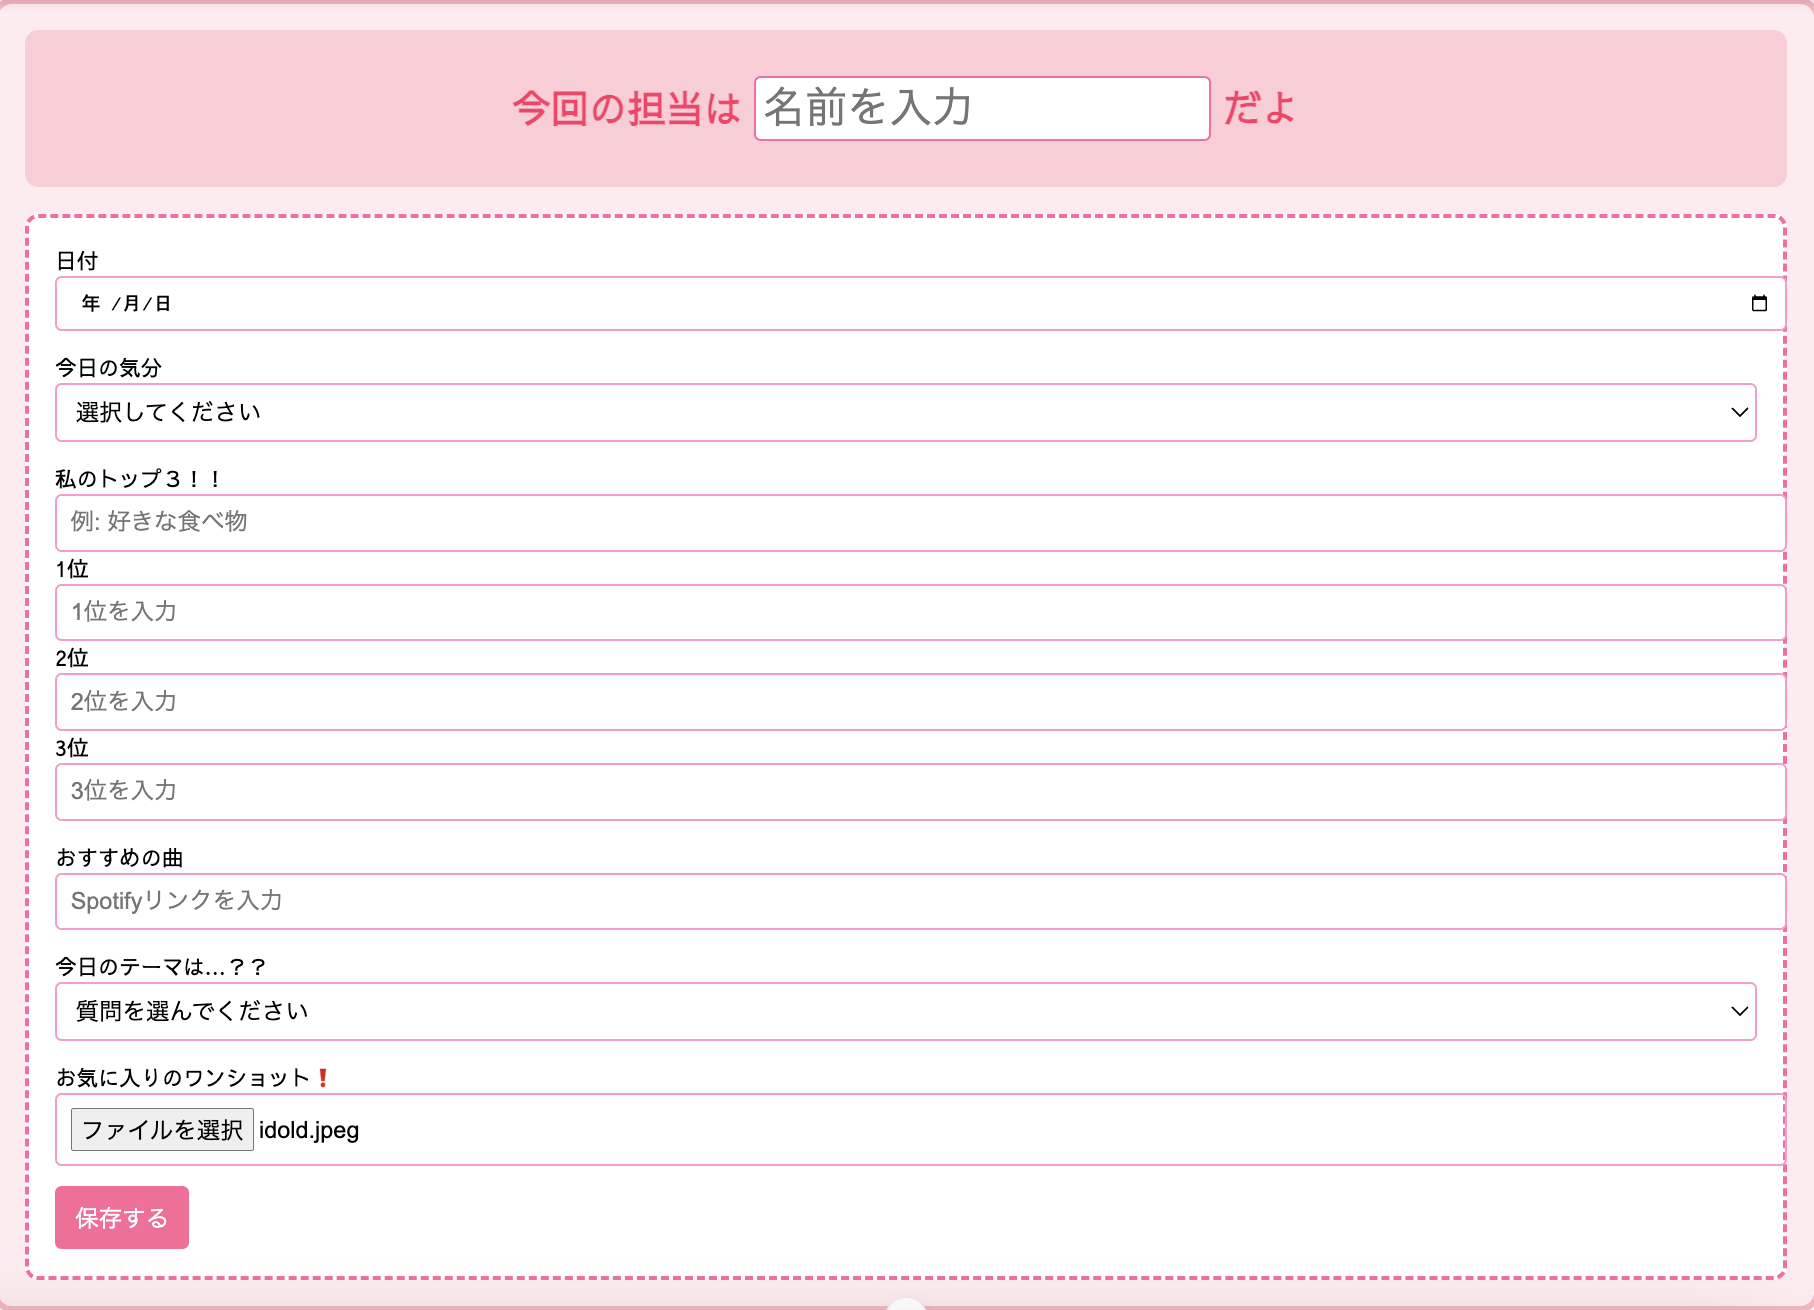 今回の担当は 名前を入力 だよ
日付
年 /月/日
今日の気分
選択してください
私のトップ３！！
例: 好きな食べ物
1位
1位を入力
2位
2位を入力
3位
3位を入力
おすすめの曲
Spotifyリンクを入力
今日のテーマは...？？
質問を選んでください
お気に入りのワンショット❗
ファイルを選択 idold.jpeg
保存する